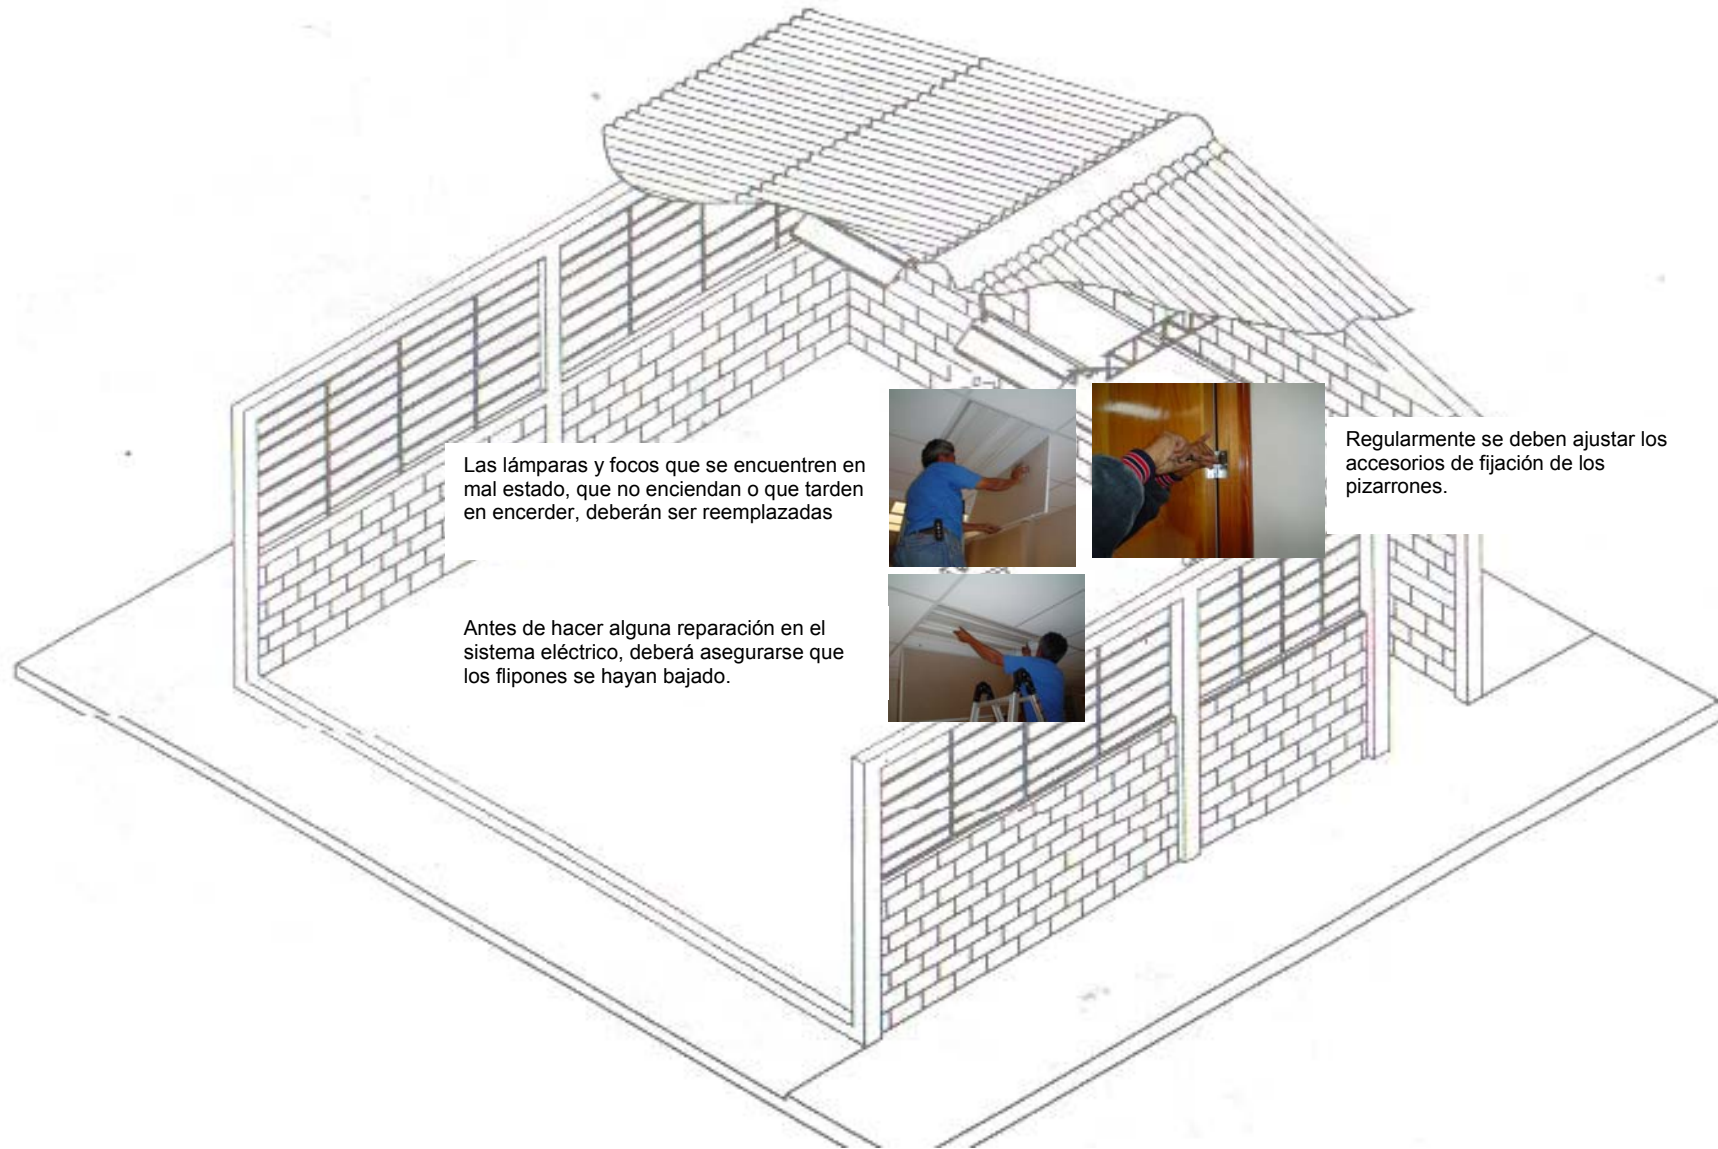 Las lámparas y focos que se encuentren en
mal estado, que no enciendan o que tarden
en encerder, deberán ser reemplazadas
Regularmente se deben ajustar los
accesorios de fijación de los
pizarrones.
Antes de hacer alguna reparación en el
sistema eléctrico, deberá asegurarse que
los flipones se hayan bajado.